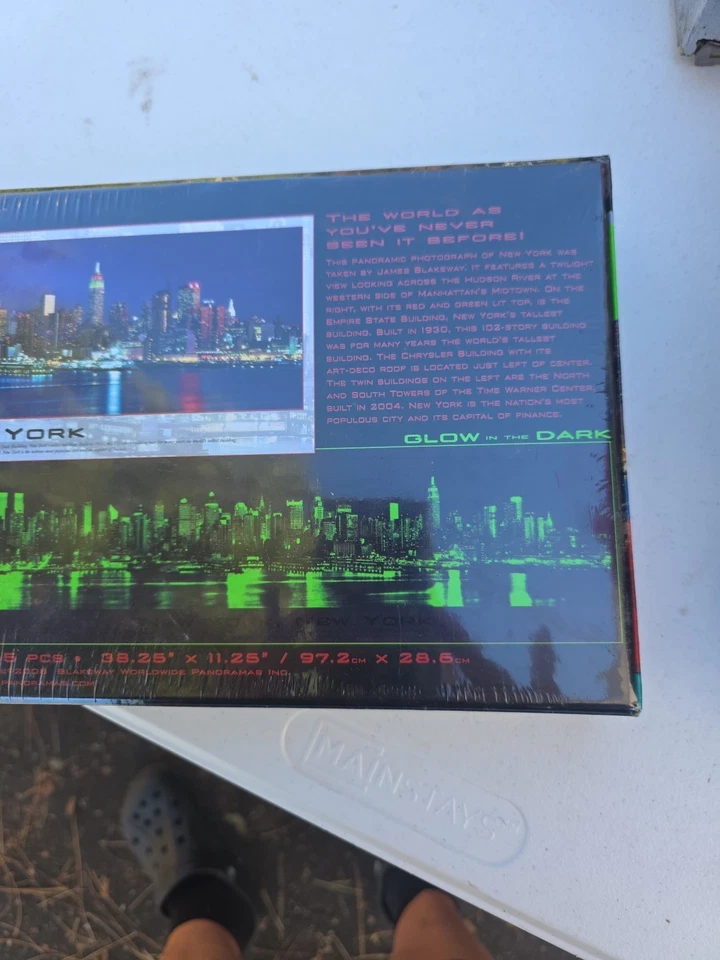 THE WORLD AS
YOU'VE NEVER
SEEN IT BEFORE!
THIS PANORAMIC PHOTOGRAPH OF NEW YORK WAS
TAKEN BY JAMES BLAKEWAY. IT FEATURES A TWILIGHT
VIEW LOOKING ACROSS THE HUDSON RIVER AT THE
WESTERN SIDE OF MANHATTAN'S MIDTOWN. ON THE
RIGHT, WITH ITS RED AND GREEN LIT TOP, IS THE
EMPIRE STATE BUILDING, NEW YORK'S TALLEST
BUILDING. BUILT IN 1930, THIS 102-STORY BUILDING
WAS FOR MANY YEARS THE WORLD'S TALLEST
BUILDING. THE CHRYSLER BUILDING WITH ITS
ART-DECO ROOF IS LOCATED JUST LEFT OF CENTER.
THE TWIN BUILDINGS ON THE LEFT ARE THE NORTH
AND SOUTH TOWERS OF THE TIME WARNER CENTER,
BUILT IN 2004. NEW YORK IS THE NATION'S MOST
POPULOUS CITY AND ITS CAPITAL OF FINANCE.
YORK
GLOW IN THE DARK
NEW YORK
5 PCS • 38.25" X 11.25" / 97.2CM X 28.6CM
BLAKEWAY WORLDWIDE PANORAMAS INC.
PANORAMAS.COM
MAINSTAYS